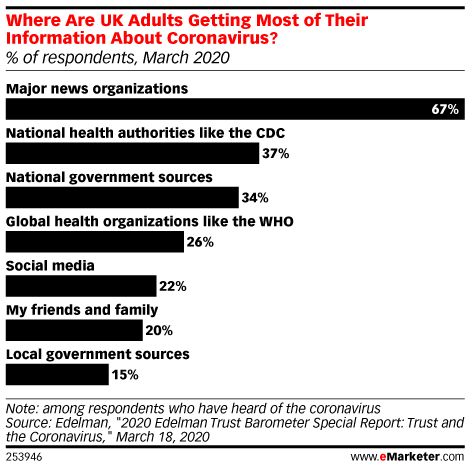 Where Are UK Adults Getting Most of Their
Information About Coronavirus?
% of respondents, March 2020
Major news organizations
67%
National health authorities like the CDC
37%
National government sources
34%
Global health organizations like the WHO
26%
Social media
22%
My friends and family
20%
Local government sources
15%
Note: among respondents who have heard of the coronavirus
Source: Edelman, "2020 Edelman Trust Barometer Special Report: Trust and
the Coronavirus," March 18, 2020
253946 www.eMarketer.com